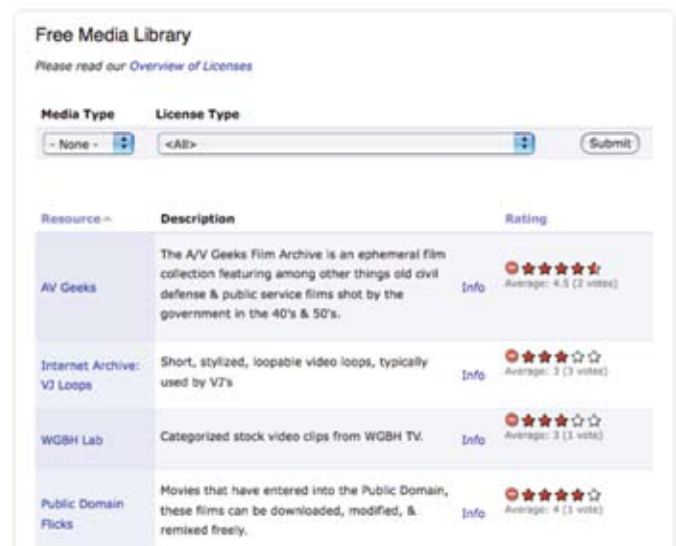 Free Media Library
Please read our Overview of Licenses
Media Type License Type
- None - <All> Submit
Resource Description Rating
AV Geeks
The A/V Geeks Film Archive is an ephemeral film
collection featuring among other things old civil
defense & public service films shot by the
government in the 40's & 50's.
Info
Average: 4.5 (2 votes)
Internet Archive:
VJ Loops
Short, stylized, loopable video loops, typically
used by VJ's
Info
Average: 3 (3 votes)
WGBH Lab
Categorized stock video clips from WGBH TV.
Info
Average: 3 (1 vote)
Public Domain
Flicks
Movies that have entered into the Public Domain,
these films can be downloaded, modified, &
remixed freely.
Info
Average: 4 (1 vote)